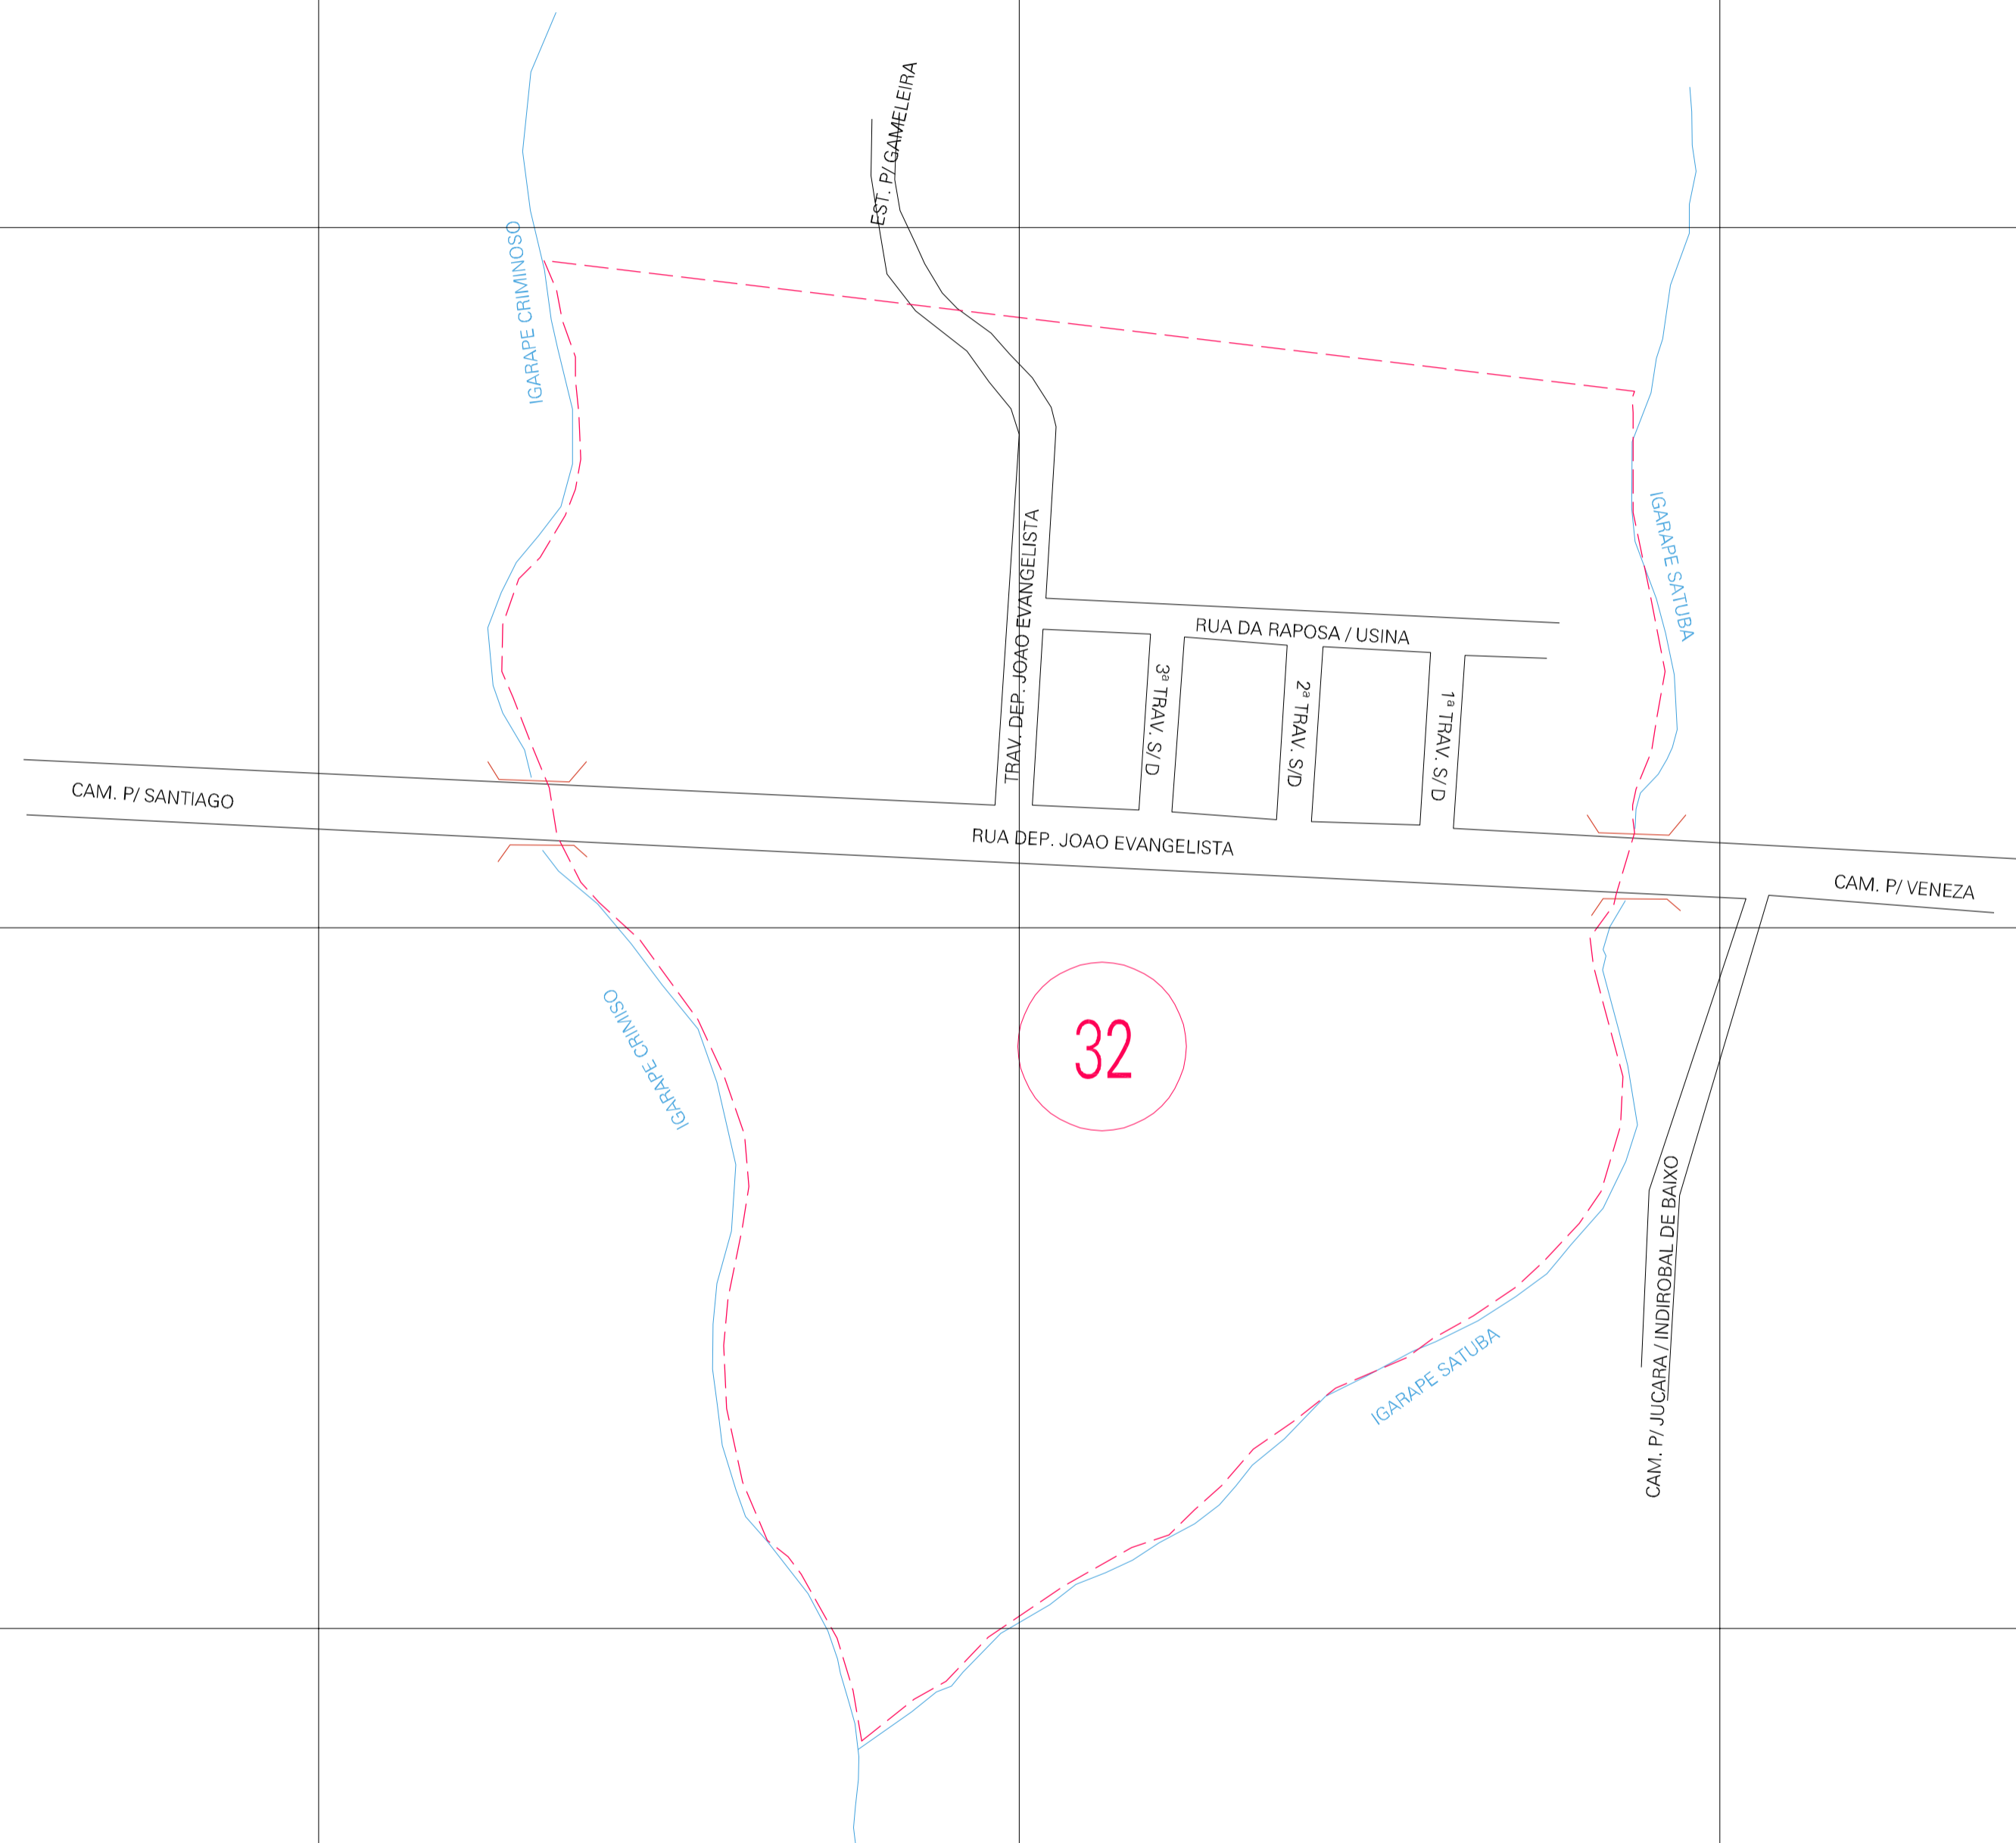 EST. P/ GAMELEIRA
IGARAPE CRIMINOSO
IGARAPE SATUBA
TRAV. DEP. JOAO EVANGELISTA
RUA DA RAPOSA / USINA
3ª TRAV. S/D
2ª TRAV. S/D
1ª TRAV. S/D
CAM. P/ SANTIAGO
RUA DEP. JOAO EVANGELISTA
CAM. P/ VENEZA
IGARAPE CRIMISO
32
CAM. P/ JUCARA / INDIROBAL DE BAIXO
IGARAPE SATUBA